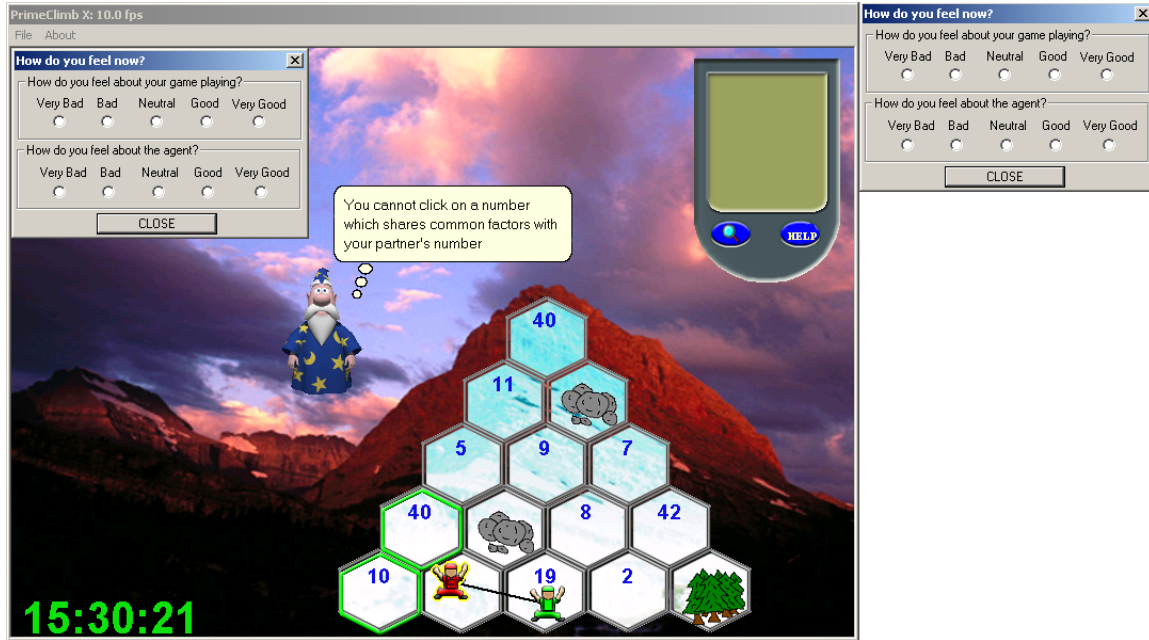 PrimeClimb X: 10.0 fps
File About
How do you feel now?
How do you feel about your game playing?
Very Bad Bad Neutral Good Very Good
How do you feel about the agent?
Very Bad Bad Neutral Good Very Good
CLOSE
You cannot click on a number
which shares common factors with
your partner's number
HELP
40
11
5 9 7
40 8 42
10 19 2
15:30:21
How do you feel now?
How do you feel about your game playing?
Very Bad Bad Neutral Good Very Good
How do you feel about the agent?
Very Bad Bad Neutral Good Very Good
CLOSE